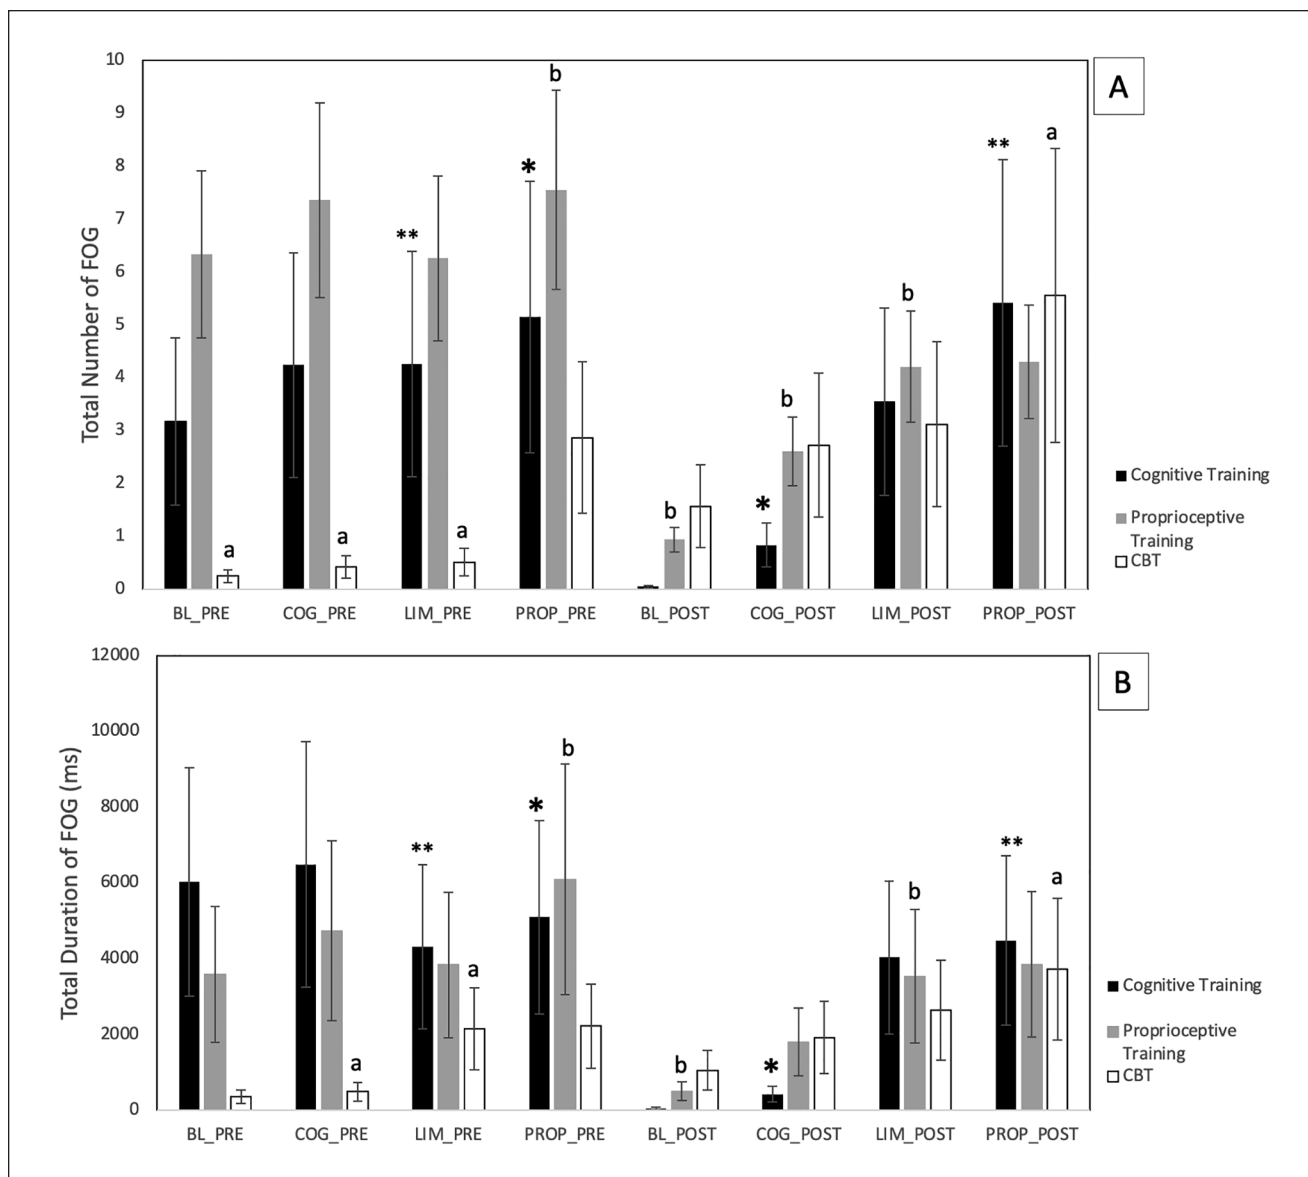 A
10
9
8
7
6
5
4
3
2
1
0
Total Number of FOG
a
a
**
a
*
b
b
*
b
b
**
a
BL_PRE COG_PRE LIM_PRE PROP_PRE BL_POST COG_POST LIM_POST PROP_POST
Cognitive Training
Proprioceptive
Training
CBT
B
12000
10000
8000
6000
4000
2000
0
Total Duration of FOG (ms)
a
**
a
*
b
b
*
b
**
a
BL_PRE COG_PRE LIM_PRE PROP_PRE BL_POST COG_POST LIM_POST PROP_POST
Cognitive Training
Proprioceptive
Training
CBT